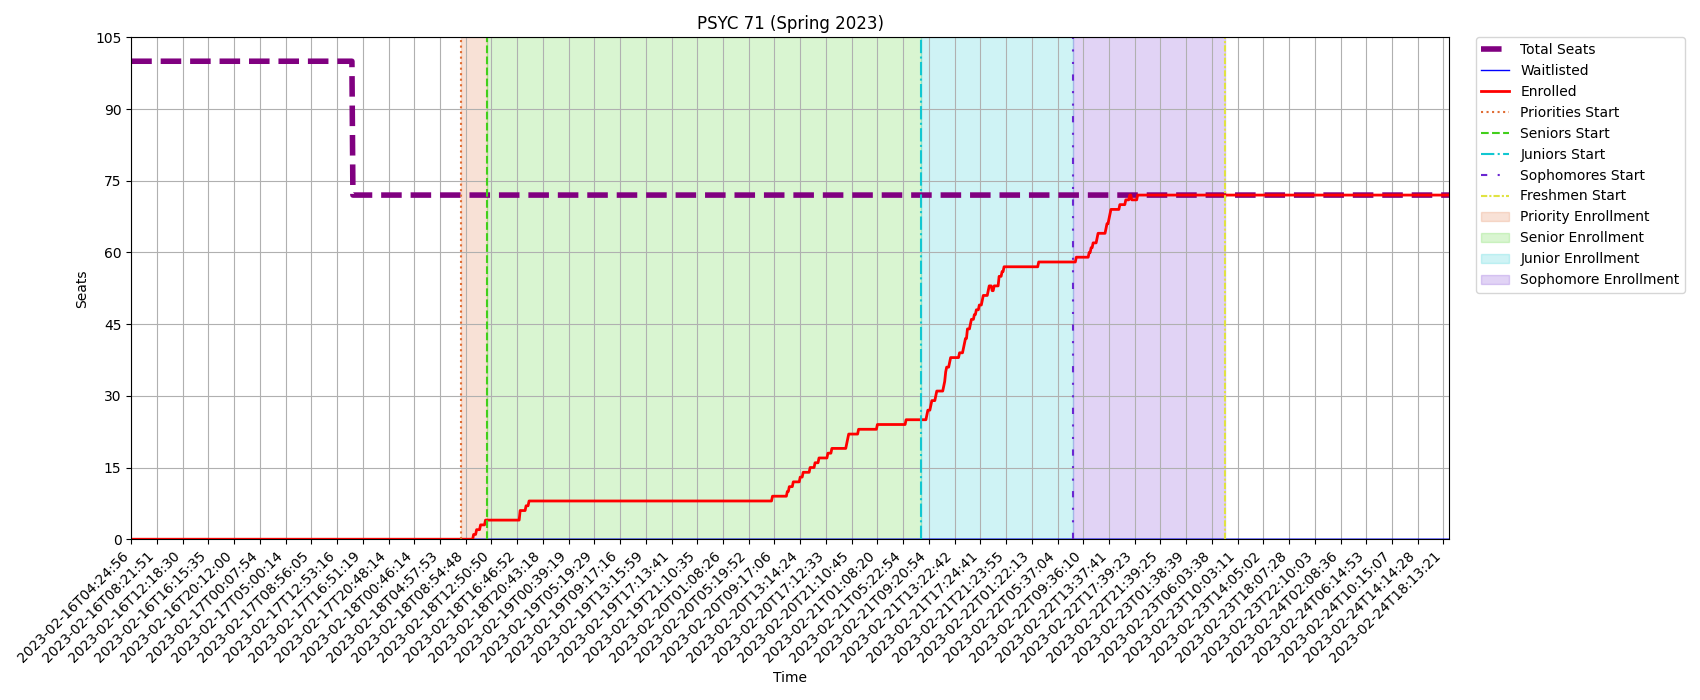 PSYC 71 (Spring 2023)
105
90
75
60
45
30
15
0
Seats
2023-02-16T04:24:56
2023-02-16T08:21:51
2023-02-16T12:18:30
2023-02-16T16:15:35
2023-02-16T20:12:00
2023-02-17T00:07:54
2023-02-17T05:00:14
2023-02-17T08:56:05
2023-02-17T12:53:16
2023-02-17T16:51:19
2023-02-17T20:48:14
2023-02-18T00:46:14
2023-02-18T04:57:53
2023-02-18T08:54:48
2023-02-18T12:50:50
2023-02-18T16:46:52
2023-02-18T20:43:18
2023-02-19T00:39:19
2023-02-19T05:19:29
2023-02-19T09:17:16
2023-02-19T13:15:59
2023-02-19T17:13:41
2023-02-19T21:10:35
2023-02-20T01:08:26
2023-02-20T05:19:52
2023-02-20T09:17:06
2023-02-20T13:14:24
2023-02-20T17:12:33
2023-02-20T21:10:45
2023-02-21T01:08:20
2023-02-21T05:22:54
2023-02-21T09:20:54
2023-02-21T13:22:42
2023-02-21T17:24:41
2023-02-21T21:23:55
2023-02-22T01:22:13
2023-02-22T05:37:04
2023-02-22T09:36:10
2023-02-22T13:37:41
2023-02-22T17:39:23
2023-02-22T21:39:25
2023-02-23T01:38:39
2023-02-23T06:03:38
2023-02-23T10:03:11
2023-02-23T14:05:02
2023-02-23T18:07:28
2023-02-23T22:10:03
2023-02-24T02:08:36
2023-02-24T06:14:53
2023-02-24T10:15:07
2023-02-24T14:14:28
2023-02-24T18:13:21
Time
Total Seats
Waitlisted
Enrolled
Priorities Start
Seniors Start
Juniors Start
Sophomores Start
Freshmen Start
Priority Enrollment
Senior Enrollment
Junior Enrollment
Sophomore Enrollment